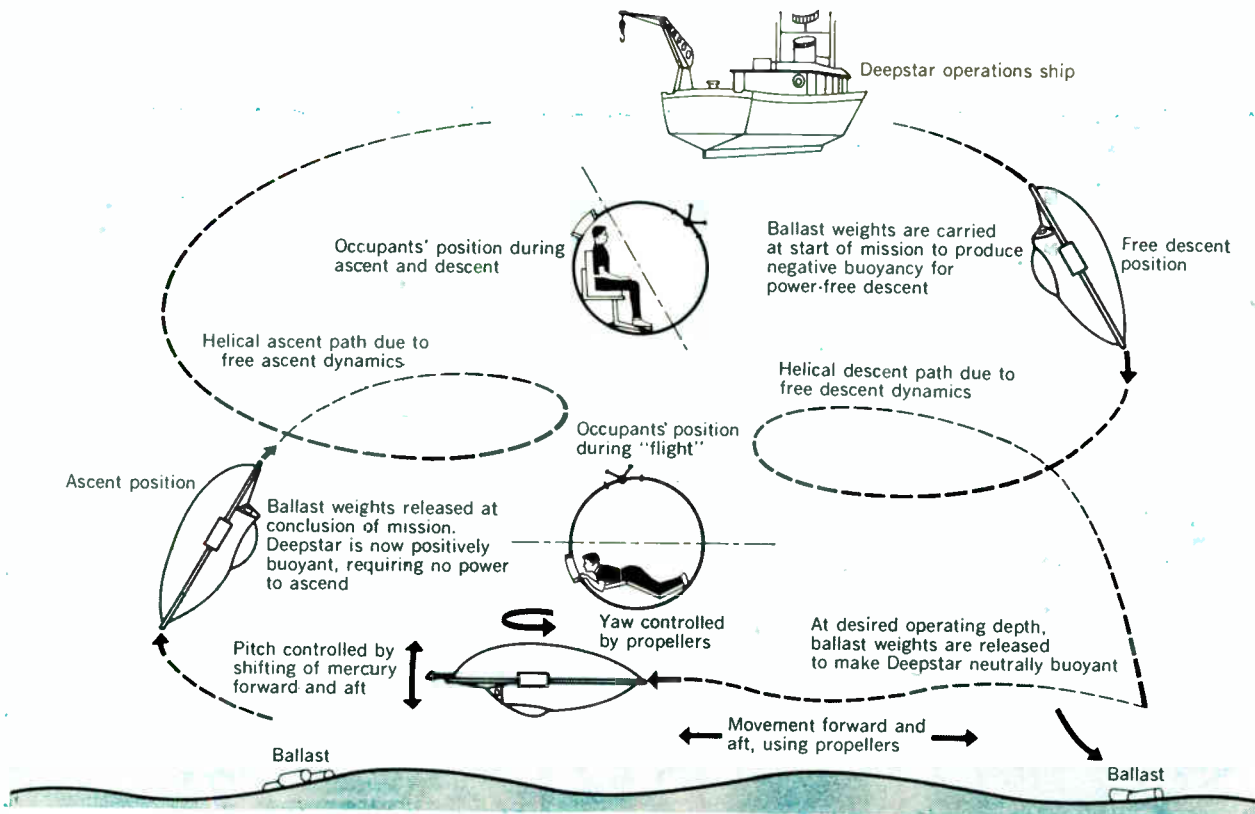 Deepstar operations ship
Occupants' position during
ascent and descent
Ballast weights are carried
at start of mission to produce
negative buoyancy for
power-free descent
Free descent
position
Helical ascent path due to
free ascent dynamics
Helical descent path due to
free descent dynamics
Occupants' position
during "flight"
Ascent position
Ballast weights released at
conclusion of mission.
Deepstar is now positively
buoyant, requiring no power
to ascend
Yaw controlled
by propellers
At desired operating depth,
ballast weights are released
to make Deepstar neutrally buoyant
Pitch controlled by
shifting of mercury
forward and aft
Movement forward and
aft, using propellers
Ballast
Ballast